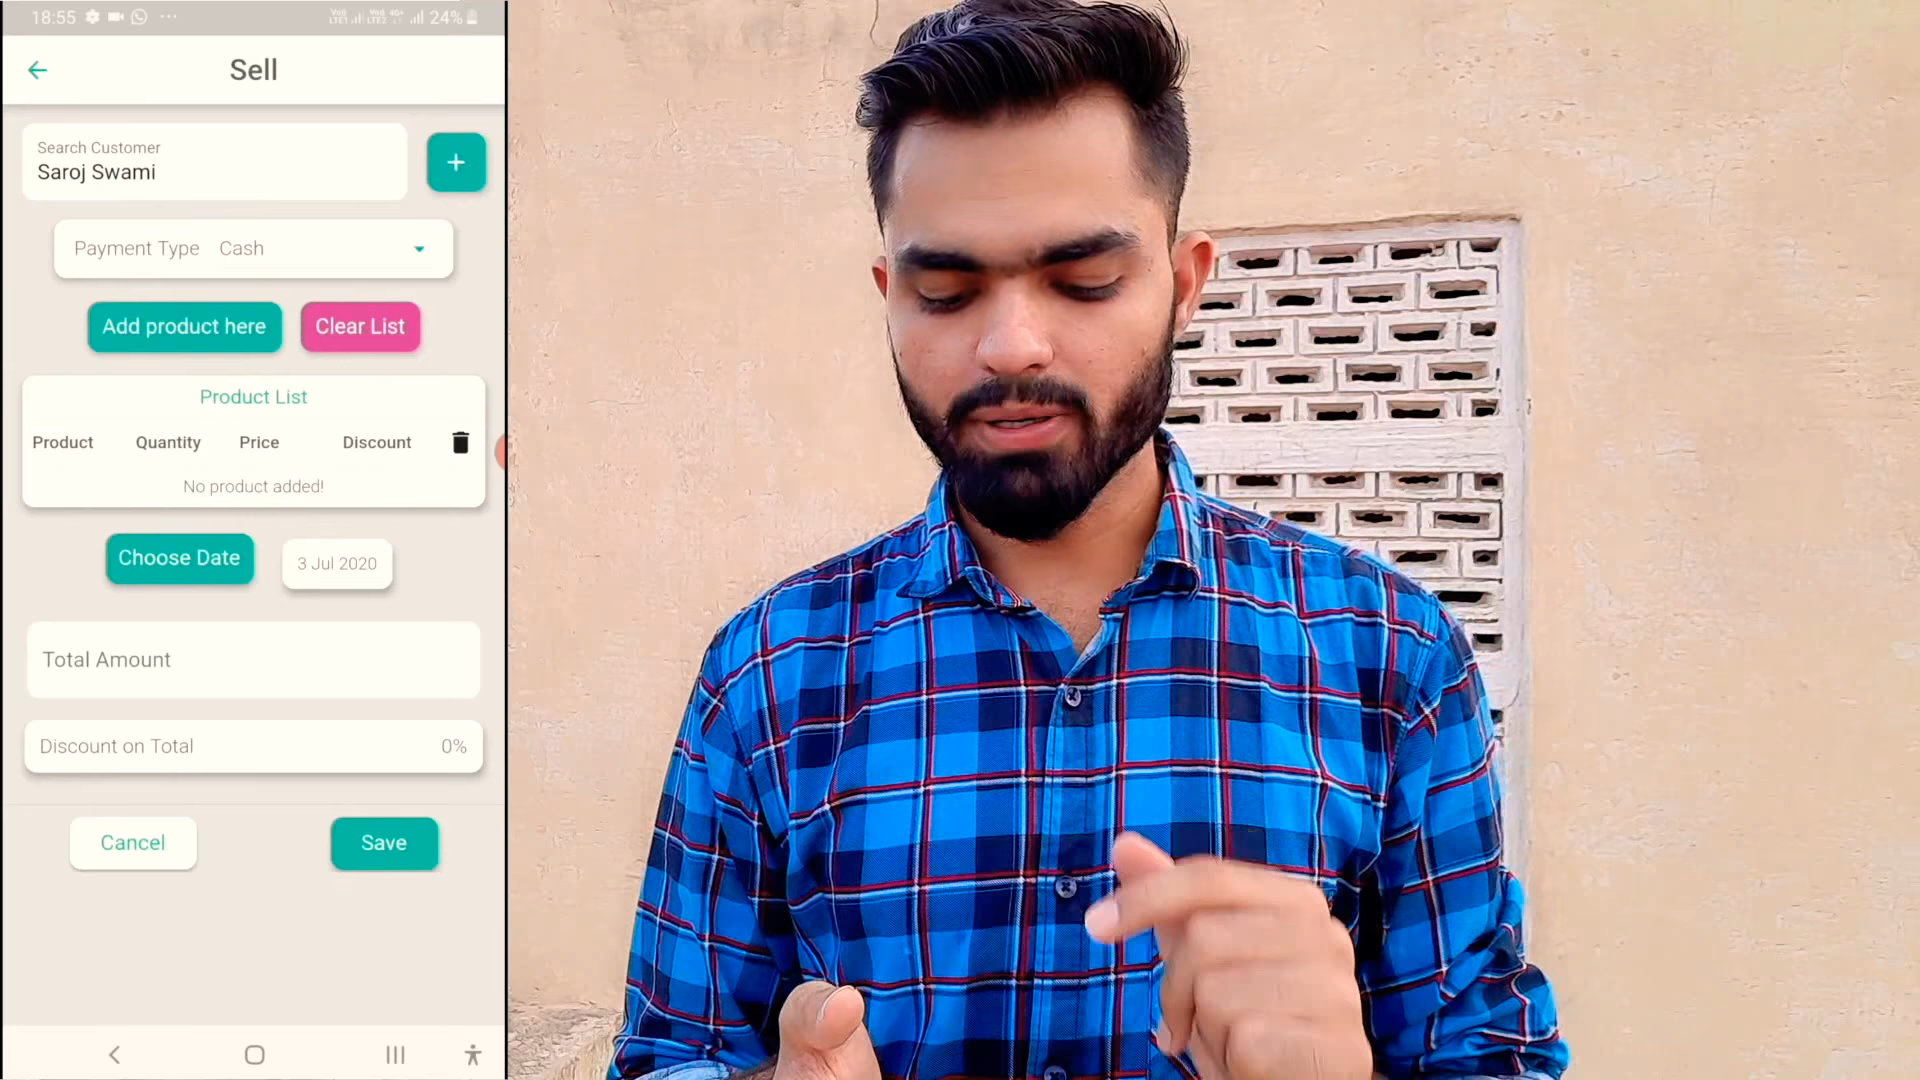 18:55 24%
Sell
Search Customer
Saroj Swami
+
Payment Type Cash
Add product here Clear List
Product List
Product Quantity Price Discount
No product added!
Choose Date 3 Jul 2020
Total Amount
Discount on Total 0%
Cancel Save